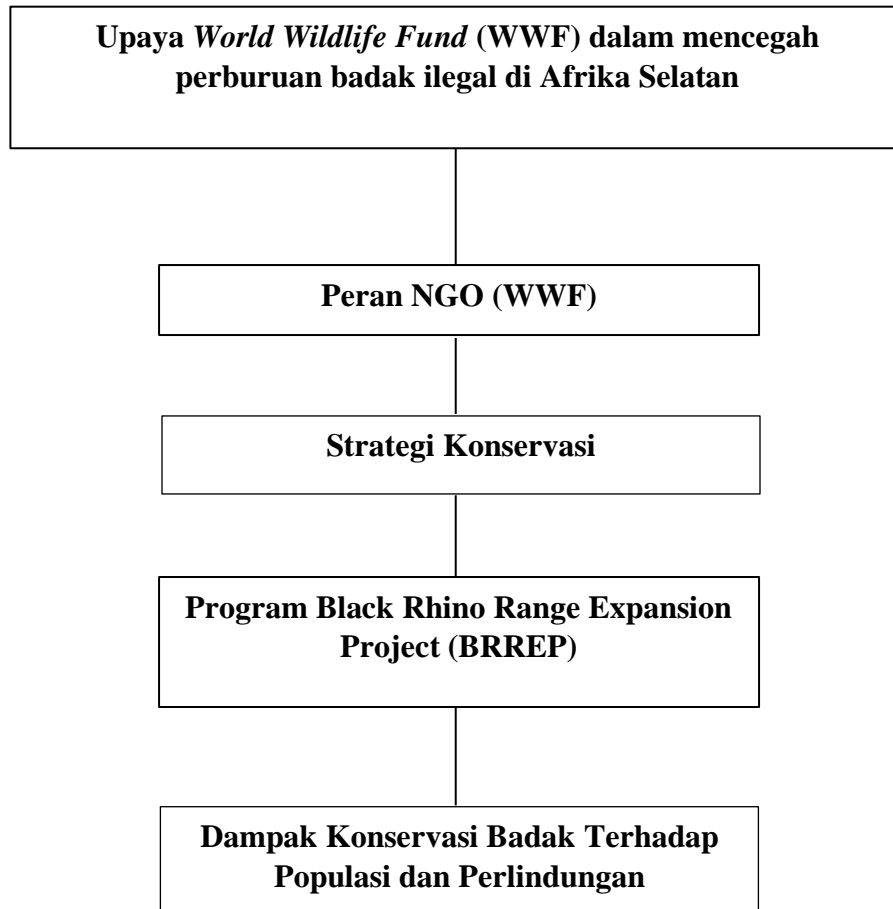 Upaya World Wildlife Fund (WWF) dalam mencegah
perburuan badak ilegal di Afrika Selatan
Peran NGO (WWF)
Strategi Konservasi
Program Black Rhino Range Expansion
Project (BRREP)
Dampak Konservasi Badak Terhadap
Populasi dan Perlindungan